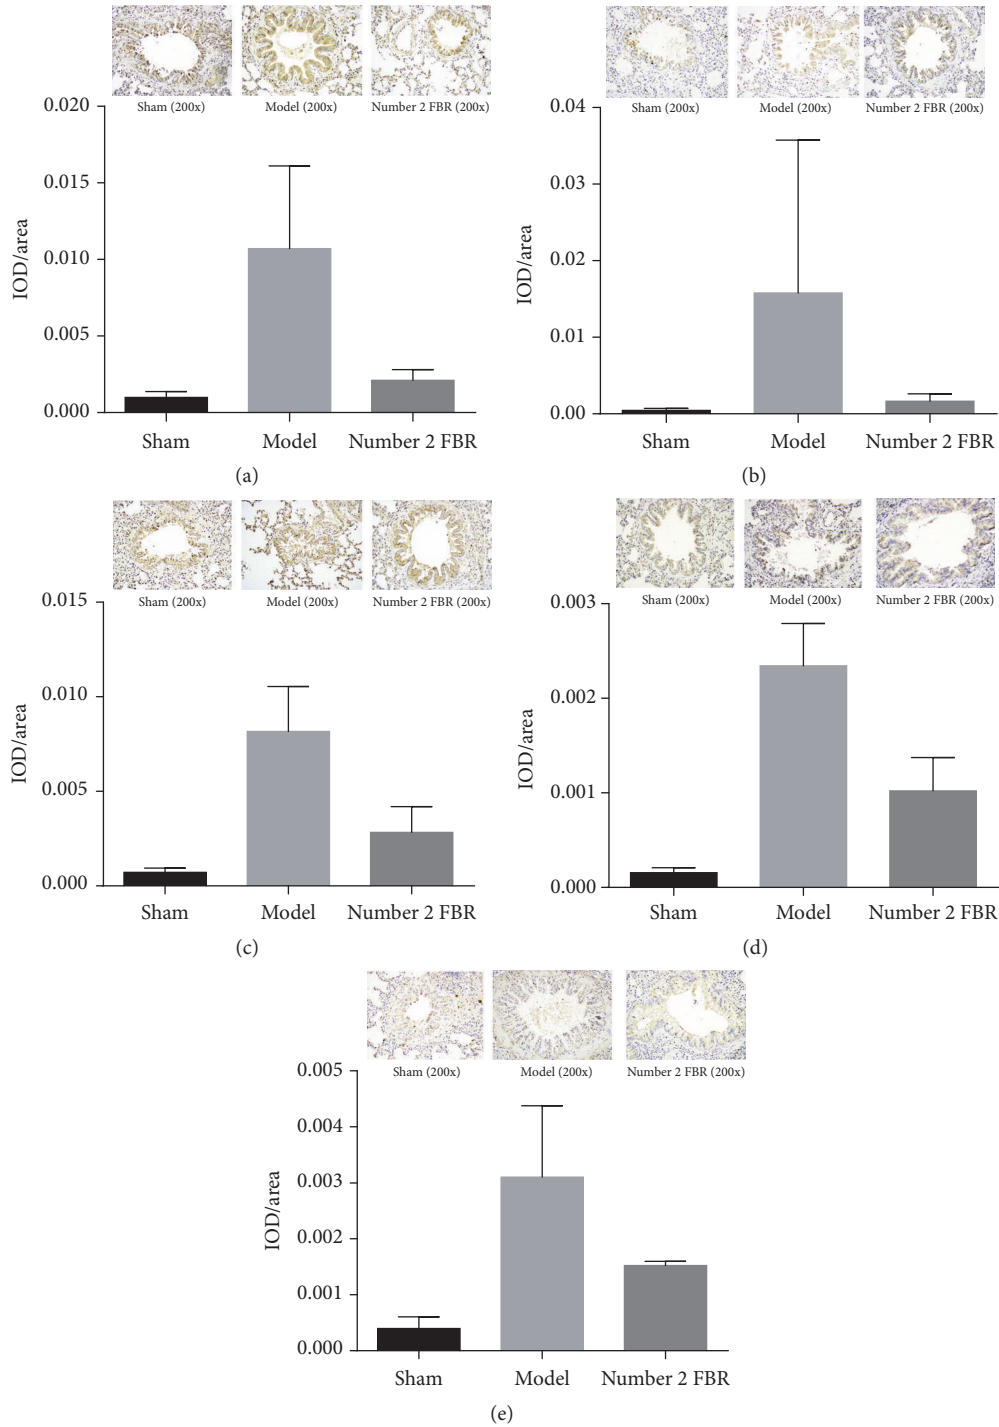 Sham (200x) Model (200x) Number 2 FBR (200x)
0.020
0.015
0.010
0.005
0.000
IOD/area
Sham Model Number 2 FBR
(a)
Sham (200x) Model (200x) Number 2 FBR (200x)
0.04
0.03
0.02
0.01
0.00
IOD/area
Sham Model Number 2 FBR
(b)
Sham (200x) Model (200x) Number 2 FBR (200x)
0.015
0.010
0.005
0.000
IOD/area
Sham Model Number 2 FBR
(c)
Sham (200x) Model (200x) Number 2 FBR (200x)
0.003
0.002
0.001
0.000
IOD/area
Sham Model Number 2 FBR
(d)
Sham (200x) Model (200x) Number 2 FBR (200x)
0.005
0.004
0.003
0.002
0.001
0.000
IOD/area
Sham Model Number 2 FBR
(e)